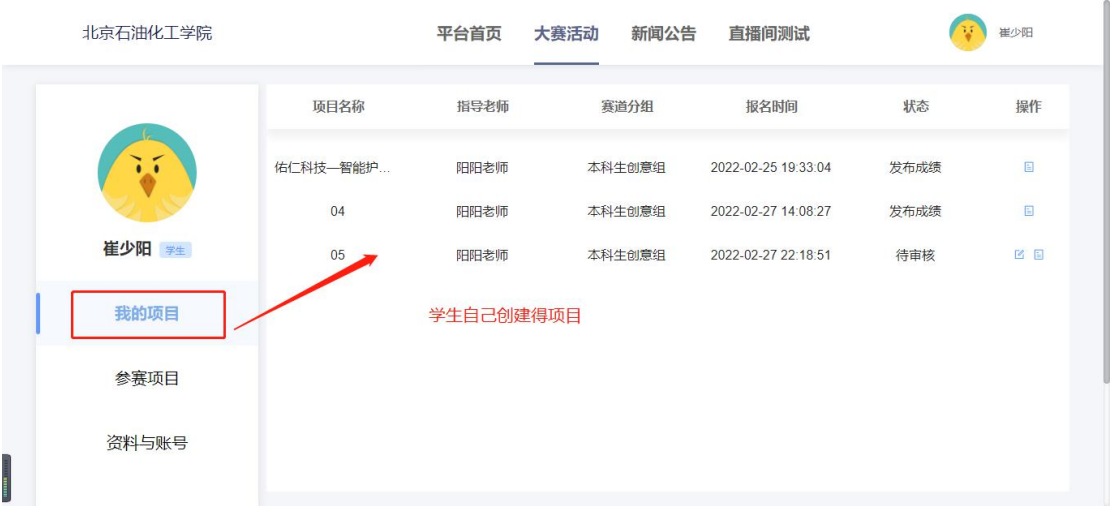 北京石油化工学院 平台首页 大赛活动 新闻公告 直播间测试 崔少阳
项目名称 指导老师 赛道分组 报名时间 状态 操作
佑仁科技—智能护... 阳阳老师 本科生创意组 2022-02-25 19:33:04 发布成绩
04 阳阳老师 本科生创意组 2022-02-27 14:08:27 发布成绩
05 阳阳老师 本科生创意组 2022-02-27 22:18:51 待审核
崔少阳 学生
我的项目
学生自己创建得项目
参赛项目
资料与账号